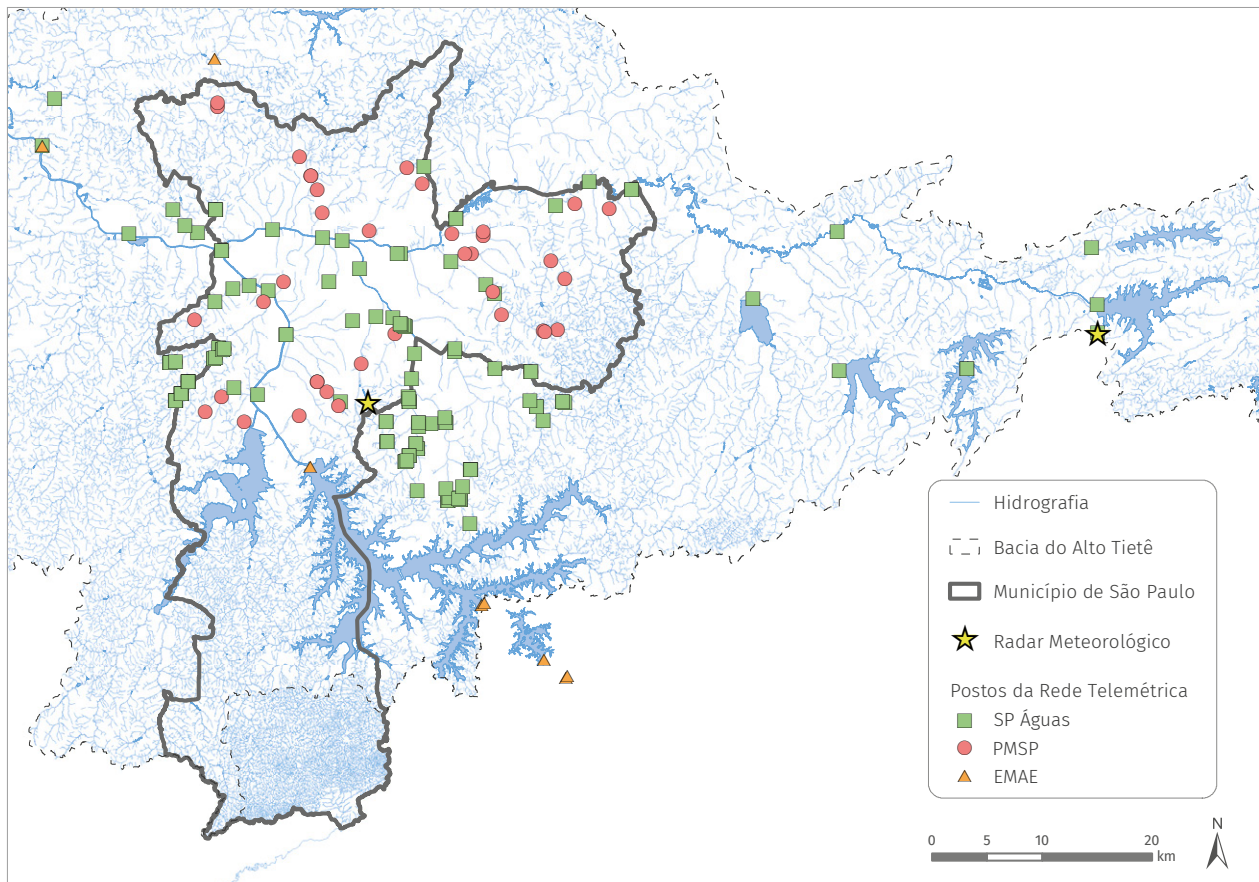 Hidrografia
Bacia do Alto Tietê
Município de São Paulo
Radar Meteorológico
Postos da Rede Telemétrica
SP Águas
PMSP
EMAE
0 5 10 20
km
N